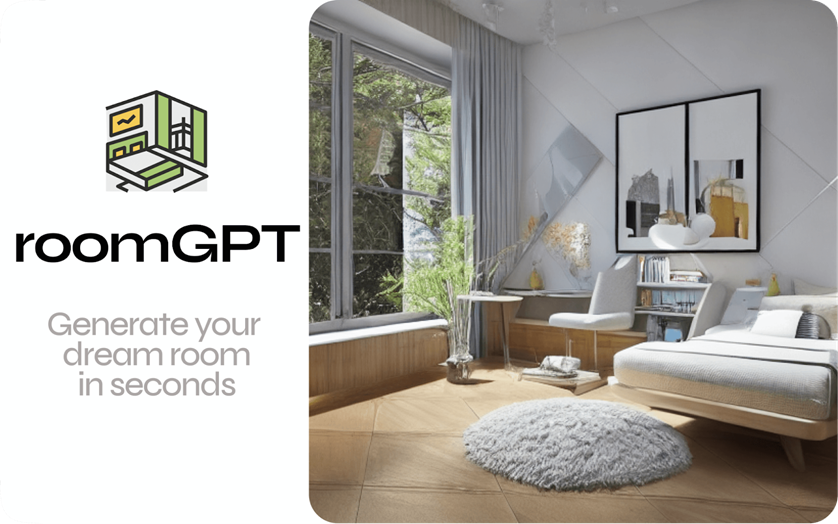 roomGPT
Generate your
dream room
in seconds